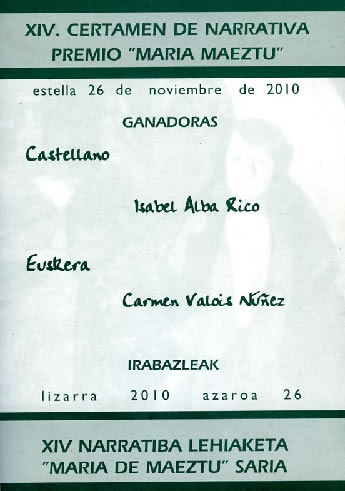 XIV. CERTAMEN DE NARRATIVA
PREMIO "MARIA MAEZTU"
estella 26 de noviembre de 2010
GANADORAS
Castellano
Isabel Alba Rico
Euskera
Carmen Valois Núñez
IRABAZLEAK
lizarra 2010 azaroa 26
XIV NARRATIBA LEHIAKETA
"MARIA DE MAEZTU" SARIA